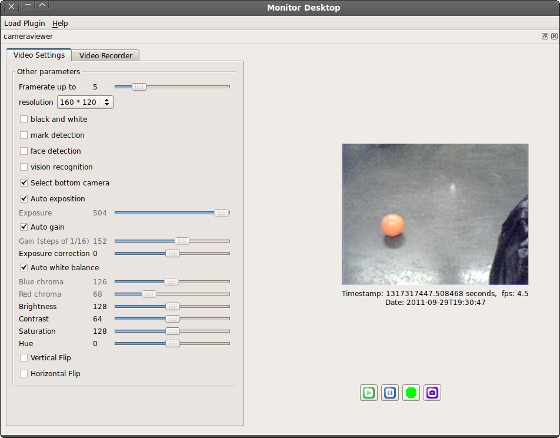 Monitor Desktop
Load Plugin Help
cameraviewer
Video Settings Video Recorder
Other parameters
Framerate up to 5
resolution 160 * 120
black and white
mark detection
face detection
vision recognition
Select bottom camera
Auto exposition
Exposure 504
Auto gain
Gain (steps of 1/16) 152
Exposure correction 0
Auto white balance
Blue chroma 126
Red chroma 68
Brightness 128
Contrast 64
Saturation 128
Hue 0
Vertical Flip
Horizontal Flip
Timestamp: 1317317447.508468 seconds, fps: 4.5
Date: 2011-09-29T19:30:47